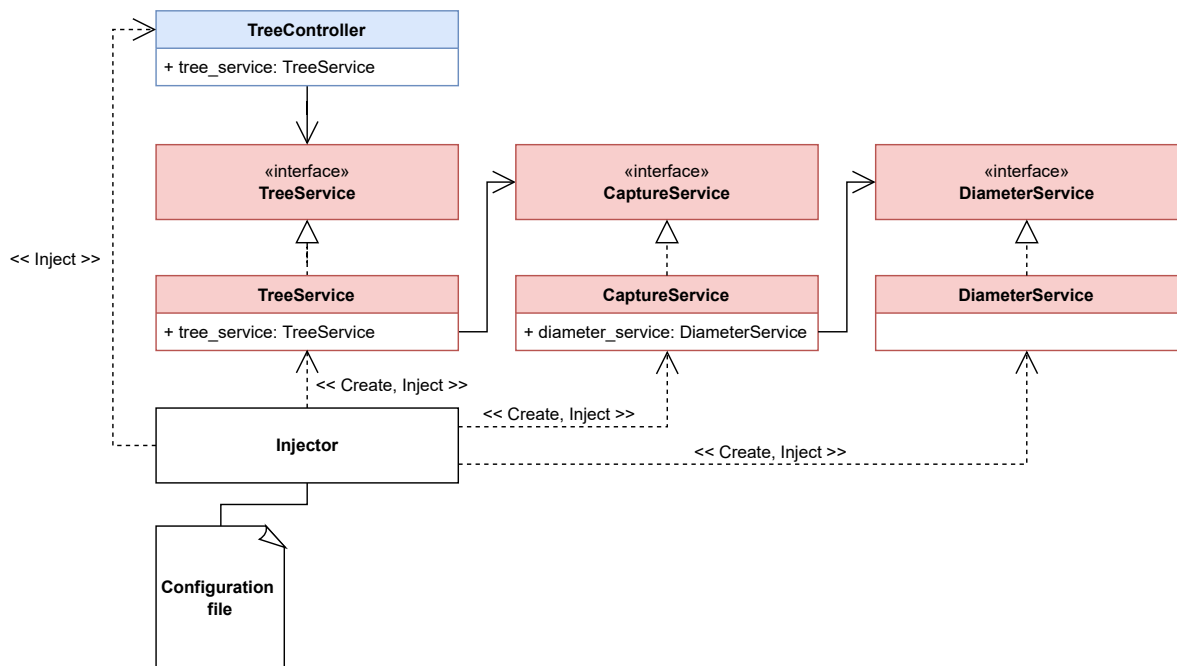 TreeController
+ tree_service: TreeService
«interface»
TreeService
«interface»
CaptureService
«interface»
DiameterService
<< Inject >>
TreeService
+ tree_service: TreeService
CaptureService
+ diameter_service: DiameterService
DiameterService
<< Create, Inject >>
<< Create, Inject >>
<< Create, Inject >>
Injector
Configuration
file